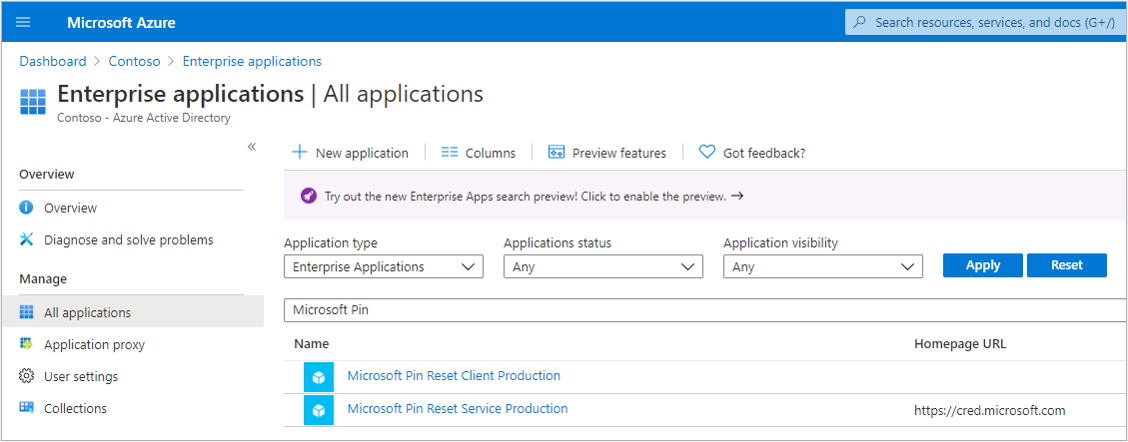 Microsoft Azure
Search resources, services, and docs (G+/)
Dashboard > Contoso > Enterprise applications
Enterprise applications | All applications
Contoso - Azure Active Directory
«
New application
Columns
Preview features
Got feedback?
Overview
Overview
Diagnose and solve problems
Manage
All applications
Application proxy
User settings
Collections
Try out the new Enterprise Apps search preview! Click to enable the preview. →
Application type
Applications status
Application visibility
Enterprise Applications
Any
Any
Apply
Reset
Microsoft Pin
Name
Homepage URL
Microsoft Pin Reset Client Production
Microsoft Pin Reset Service Production
https://cred.microsoft.com